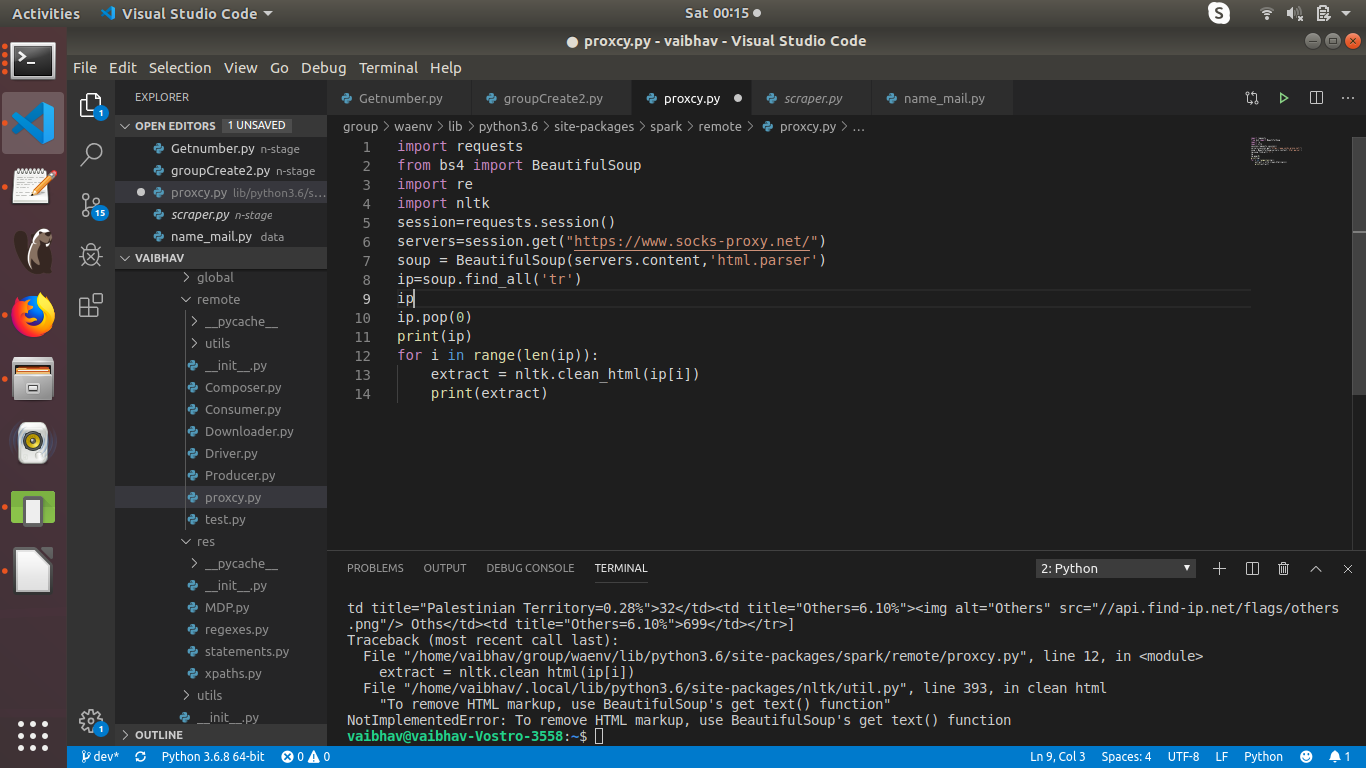 Activities
Visual Studio Code
Sat 00:15
● proxcy.py - vaibhav - Visual Studio Code
File Edit Selection View Go Debug Terminal Help
EXPLORER
OPEN EDITORS 1 UNSAVED
Getnumber.py n-stage
groupCreate2.py n-stage
proxcy.py lib/python3.6/s...
scraper.py n-stage
name_mail.py data
VAIBHAV
global
remote
__pycache__
utils
__init__.py
Composer.py
Consumer.py
Downloader.py
Driver.py
Producer.py
proxcy.py
test.py
res
__pycache__
__init__.py
MDP.py
regexes.py
statements.py
xpaths.py
utils
__init__.py
OUTLINE
1
15
1
Getnumber.py groupCreate2.py proxcy.py scraper.py name_mail.py
group > waenv > lib > python3.6 > site-packages > spark > remote > proxcy.py > ...
1 import requests
2 from bs4 import BeautifulSoup
3 import re
4 import nltk
5 session=requests.session()
6 servers=session.get("https://www.socks-proxy.net/")
7 soup = BeautifulSoup(servers.content,'html.parser')
8 ip=soup.find_all('tr')
9 ip
10 ip.pop(0)
11 print(ip)
12 for i in range(len(ip)):
13 extract = nltk.clean_html(ip[i])
14 print(extract)
PROBLEMS OUTPUT DEBUG CONSOLE TERMINAL 2: Python
td title="Palestinian Territory=0.28%">32</td><td title="Others=6.10%"><img alt="Others" src="//api.find-ip.net/flags/others
.png"/> Oths</td><td title="Others=6.10%">699</td></tr>]
Traceback (most recent call last):
File "/home/vaibhav/group/waenv/lib/python3.6/site-packages/spark/remote/proxcy.py", line 12, in <module>
extract = nltk.clean html(ip[i])
File "/home/vaibhav/.local/lib/python3.6/site-packages/nltk/util.py", line 393, in clean html
"To remove HTML markup, use BeautifulSoup's get text() function"
NotImplementedError: To remove HTML markup, use BeautifulSoup's get text() function
vaibhav@vaibhav-Vostro-3558:~$
dev* Python 3.6.8 64-bit 0 0 Ln 9, Col 3 Spaces: 4 UTF-8 LF Python 1